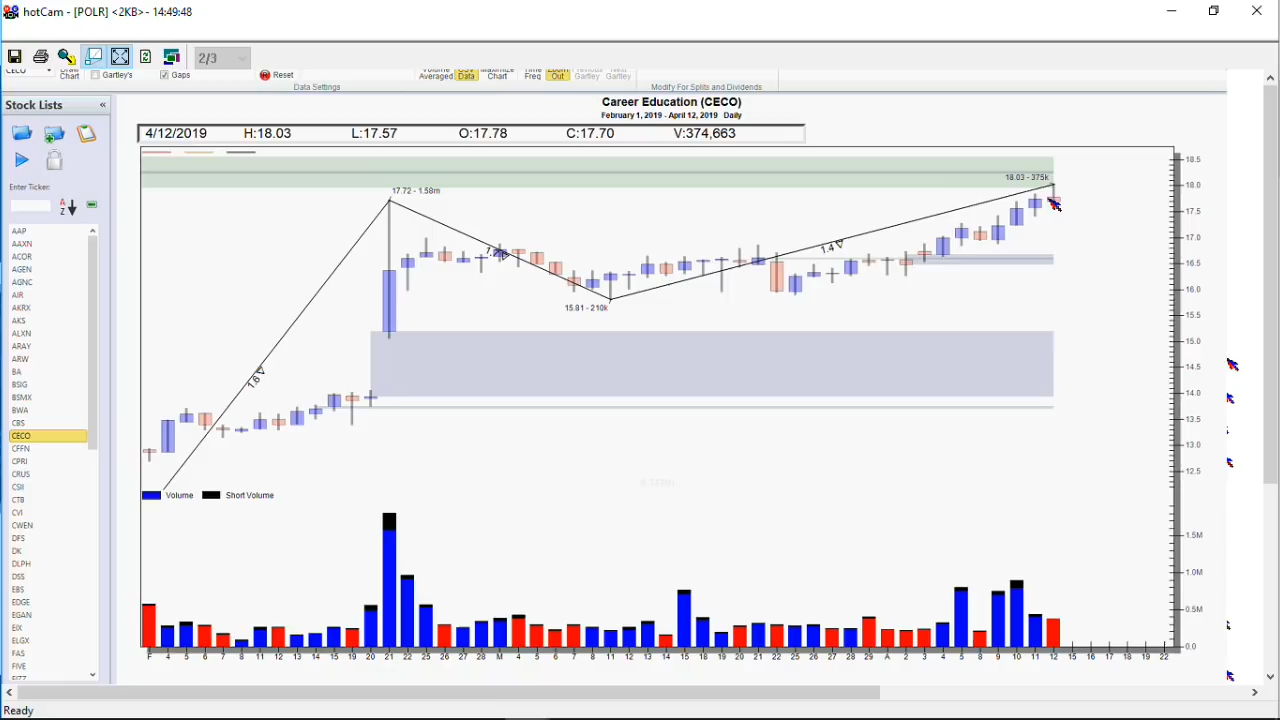 hotCam - [POLR] <2KB> - 14:49:48
2/3
CECO
Draw Chart
Gartley's
Gaps
Reset
Volume Averaged
Data
Maximize Chart
Time Freq
Zoom Out
Previous Gartley
Next Gartley
Data Settings
Modify For Splits and Dividends
Stock Lists «
Career Education (CECO)
February 1, 2019 - April 12, 2019 Daily
4/12/2019 H:18.03 L:17.57 O:17.78 C:17.70 V:374,663
Enter Ticker:
A
Z
AAP
AAXN
ACOR
AGEN
AGNC
AIR
AKRX
AKS
ALXN
ARAY
ARW
BA
BSIG
BSMX
BWA
CBS
CECO
CFFN
CPRI
CRUS
CSII
CTB
CVI
CWEN
DFS
DK
DLPH
DSS
EBS
EDGE
EGAN
EIX
ELGX
FAS
FIVE
FIZZ
18.03 - 375k
17.72 - 1.58m
1.4
15.81 - 210k
1.6
18.5
18.0
17.5
17.0
16.5
16.0
15.5
15.0
14.5
14.0
13.5
13.0
12.5
Volume
Short Volume
1.5M
1.0M
0.5M
0.0
F 4 5 6 7 8 11 12 13 14 15 19 20 21 22 25 26 27 28 M 4 5 6 7 8 11 12 13 14 15 18 19 20 21 22 25 26 27 28 29 A 2 3 4 5 8 9 10 11 12 15 16 17 18 22
Ready